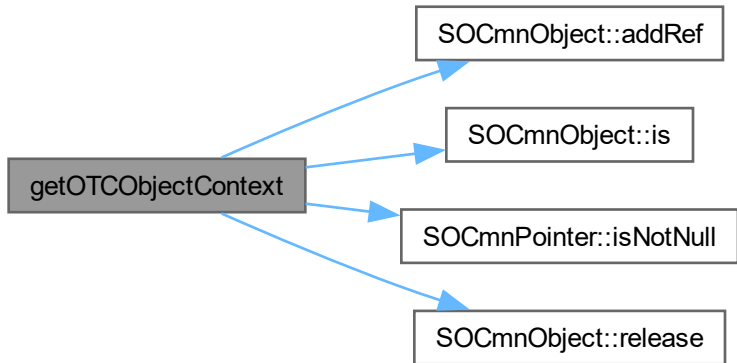 SOCmnObject::addRef
SOCmnObject::is
getOTCObjectContext
SOCmnPointer::isNotNull
SOCmnObject::release